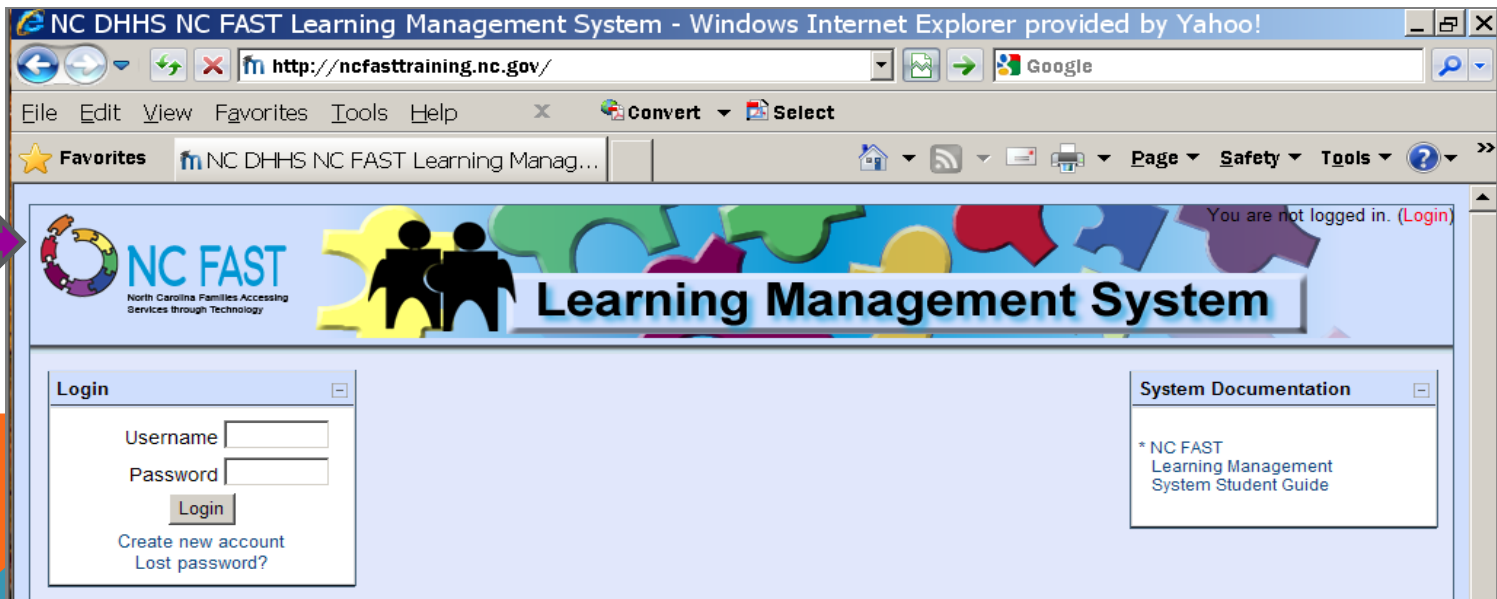 NC DHHS NC FAST Learning Management System - Windows Internet Explorer provided by Yahoo!
http://ncfasttraining.nc.gov/
Google
File Edit View Favorites Tools Help x Convert Select
Favorites NC DHHS NC FAST Learning Manag... Page Safety Tools »
You are not logged in. (Login)
NC FAST
North Carolina Families Accessing
Services through Technology
Learning Management System
Login
Username
Password
Login
Create new account
Lost password?
System Documentation
* NC FAST
Learning Management
System Student Guide